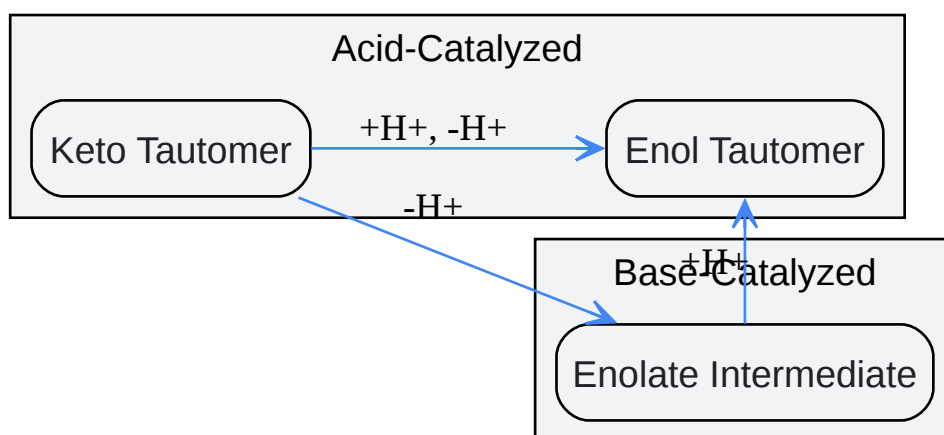 Acid-Catalyzed
Keto Tautomer
+H+, -H+
Enol Tautomer
-H+
+H+
Base-Catalyzed
Enolate Intermediate